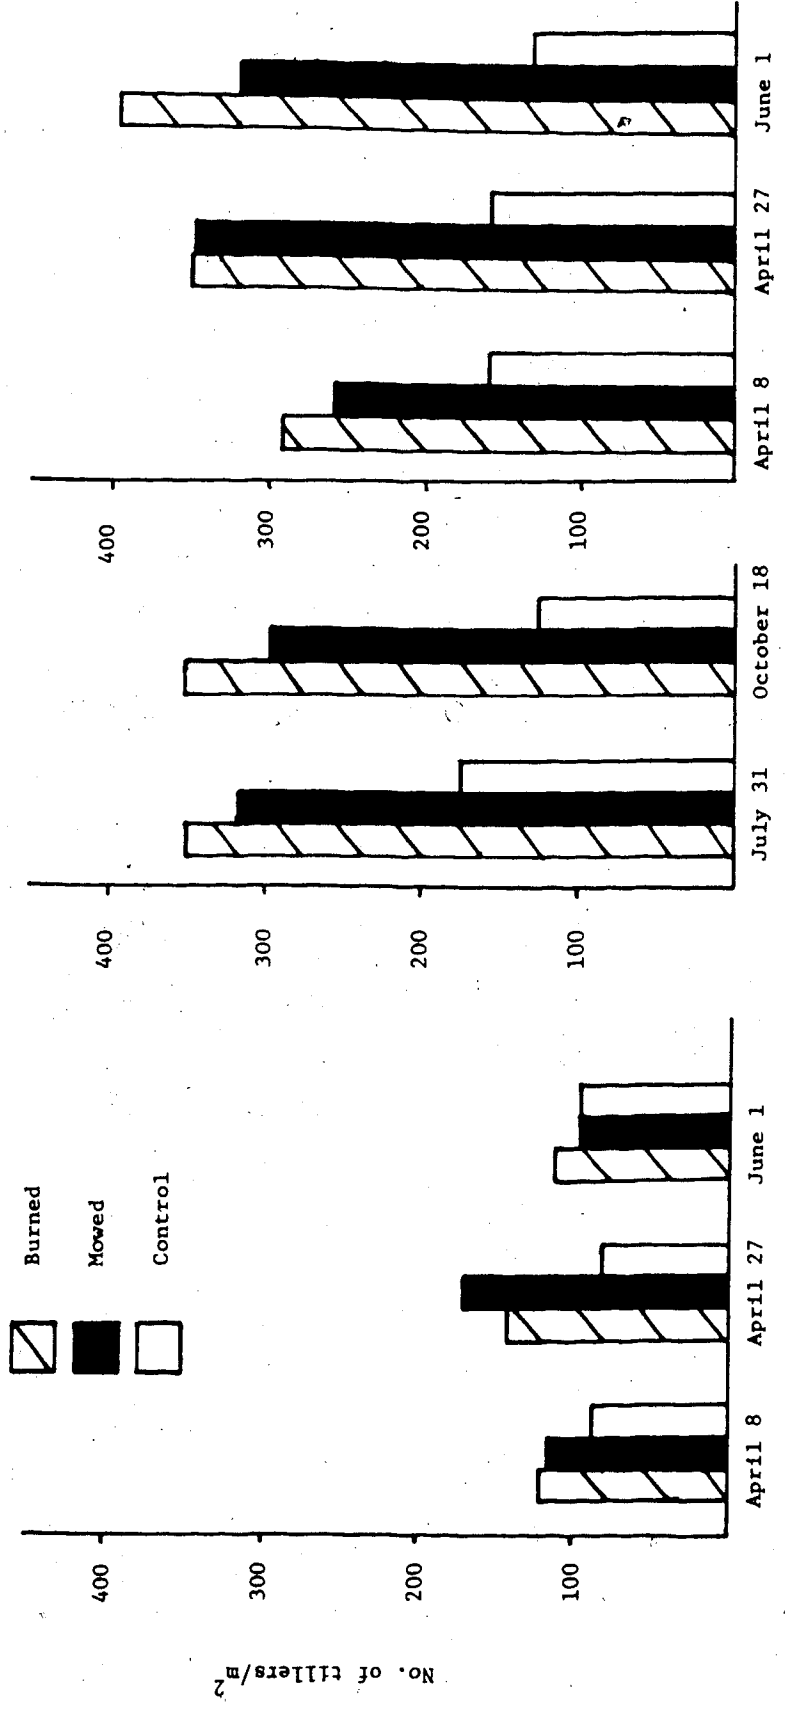 Burned
Mowed
Control
No. of tillers/m²
400
300
200
100
April 8
April 27
June 1
400
300
200
100
July 31
October 18
400
300
200
100
April 8
April 27
June 1